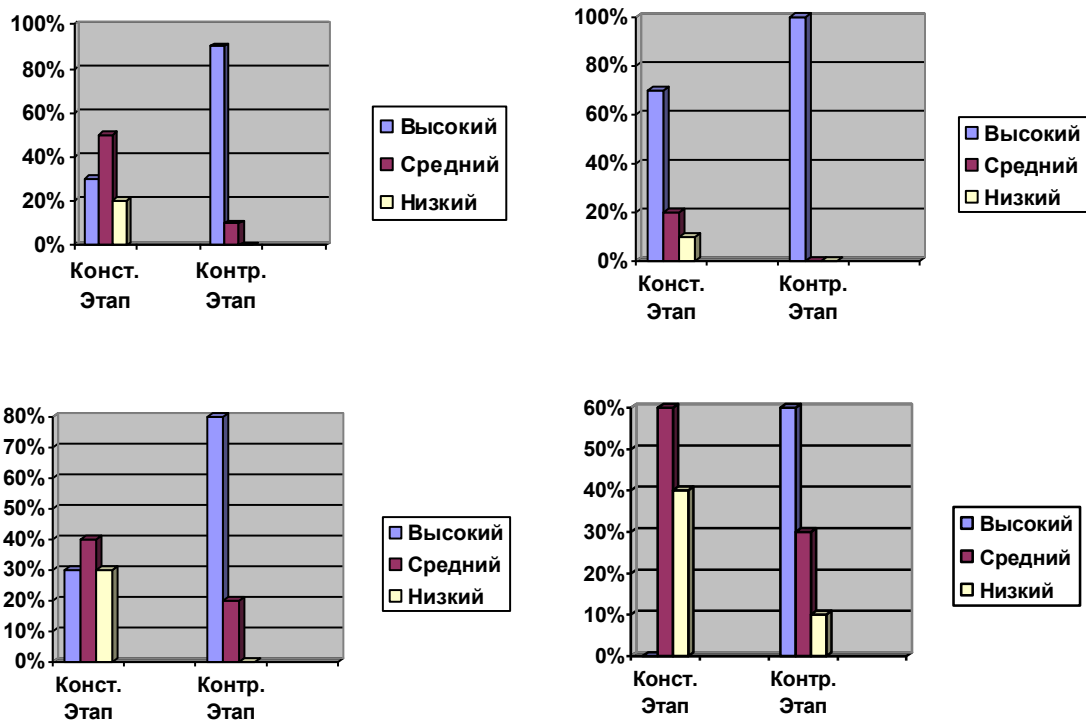 100%
80%
60%
40%
20%
0%
Конст.
Этап
Контр.
Этап
Высокий
Средний
Низкий
100%
80%
60%
40%
20%
0%
Конст.
Этап
Контр.
Этап
Высокий
Средний
Низкий
80%
70%
60%
50%
40%
30%
20%
10%
0%
Конст.
Этап
Контр.
Этап
Высокий
Средний
Низкий
60%
50%
40%
30%
20%
10%
0%
Конст.
Этап
Контр.
Этап
Высокий
Средний
Низкий